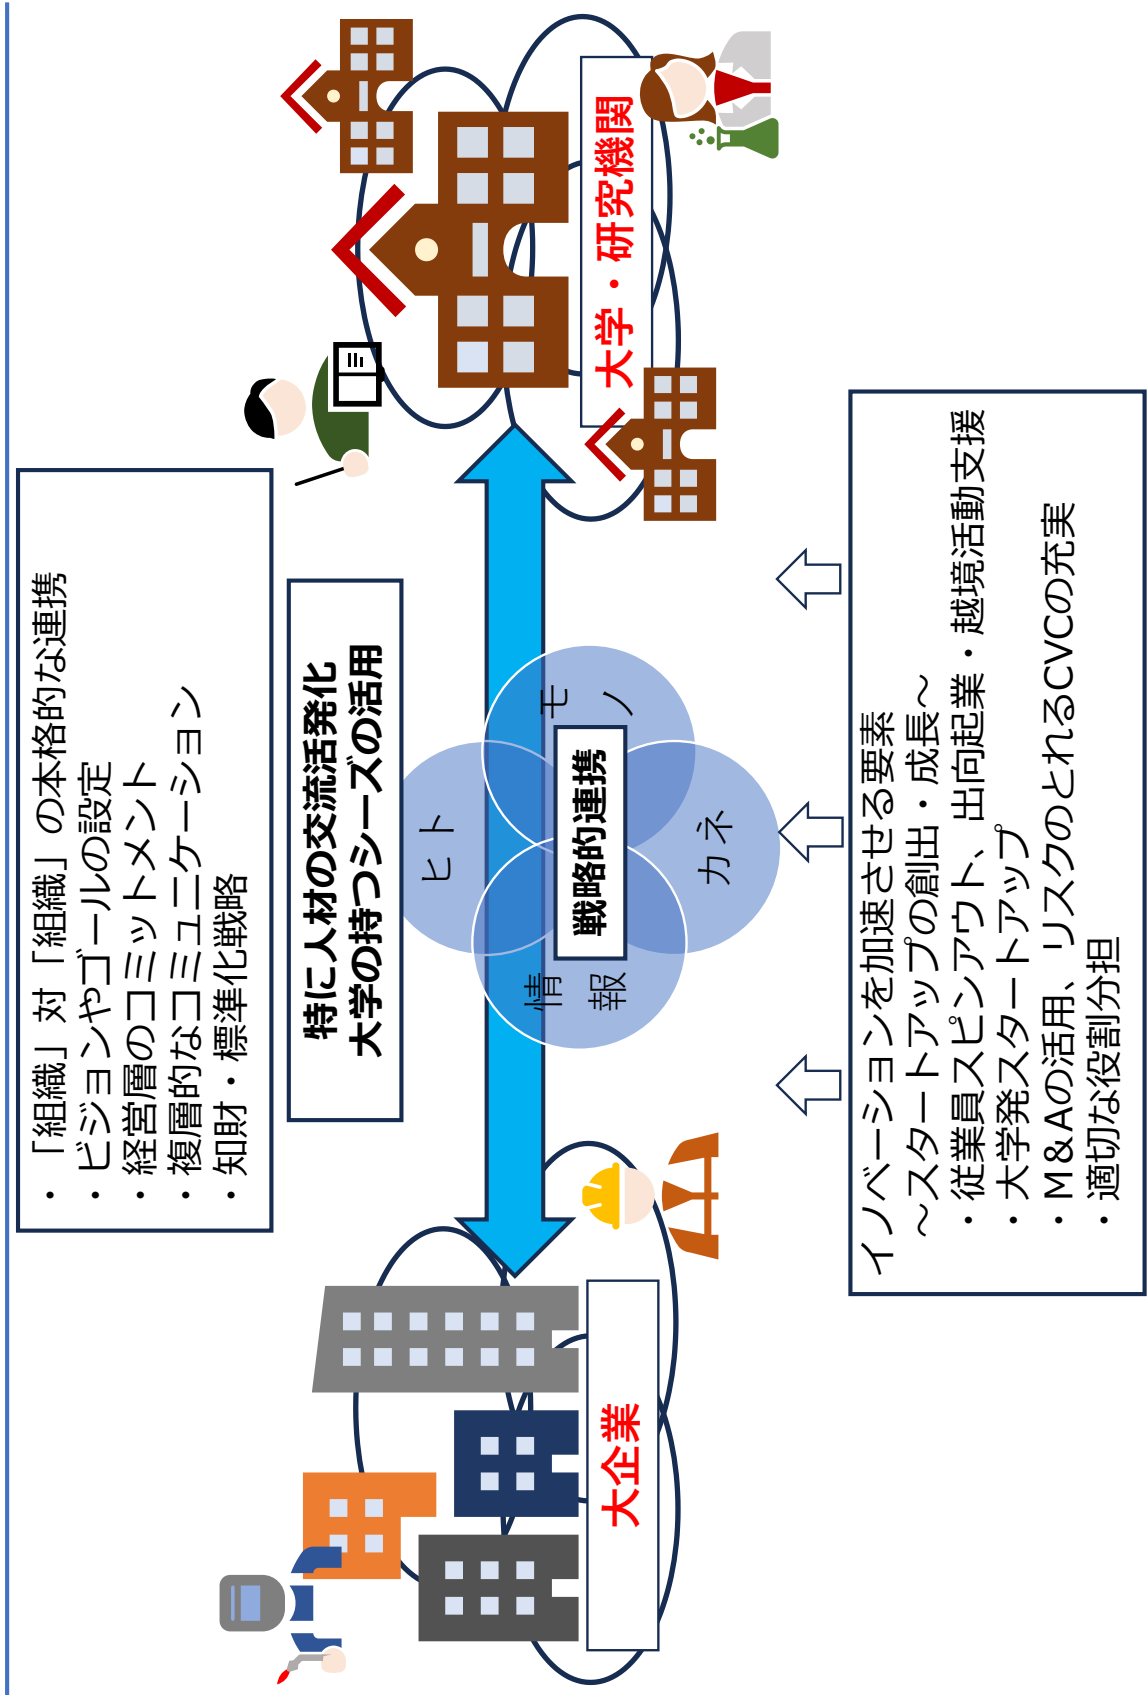 ・「組織」対「組織」の本格的な連携
・ビジョンやゴールの設定
・経営層のコミットメント
・複層的なコミュニケーション
・知財・標準化戦略
特に人材の交流活発化
大学の持つシーズの活用
ヒト
モノ
情報
カネ
戦略的連携
大企業
大学・研究機関
イノベーションを加速させる要素
～スタートアップの創出・成長～
・従業員スピンアウト、出向起業・越境活動支援
・大学発スタートアップ
・M&Aの活用、リスクのとれるCVCの充実
・適切な役割分担